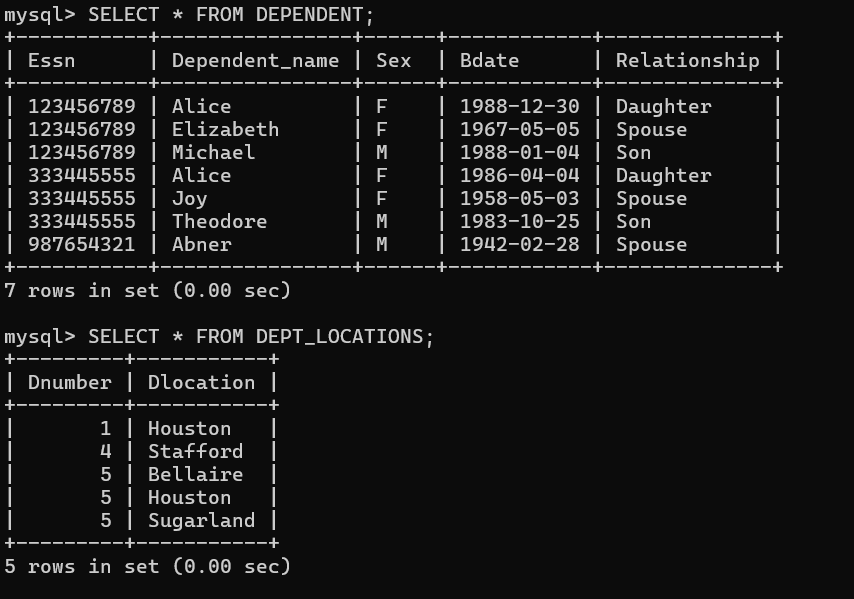 mysql> SELECT * FROM DEPENDENT;
+-----------+----------------+------+------------+--------------+
| Essn      | Dependent_name | Sex  | Bdate      | Relationship |
+-----------+----------------+------+------------+--------------+
| 123456789 | Alice          | F    | 1988-12-30 | Daughter     |
| 123456789 | Elizabeth      | F    | 1967-05-05 | Spouse       |
| 123456789 | Michael        | M    | 1988-01-04 | Son          |
| 333445555 | Alice          | F    | 1986-04-04 | Daughter     |
| 333445555 | Joy            | F    | 1958-05-03 | Spouse       |
| 333445555 | Theodore       | M    | 1983-10-25 | Son          |
| 987654321 | Abner          | M    | 1942-02-28 | Spouse       |
+-----------+----------------+------+------------+--------------+
7 rows in set (0.00 sec)

mysql> SELECT * FROM DEPT_LOCATIONS;
+---------+-----------+
| Dnumber | Dlocation |
+---------+-----------+
|       1 | Houston   |
|       4 | Stafford  |
|       5 | Bellaire  |
|       5 | Houston   |
|       5 | Sugarland |
+---------+-----------+
5 rows in set (0.00 sec)